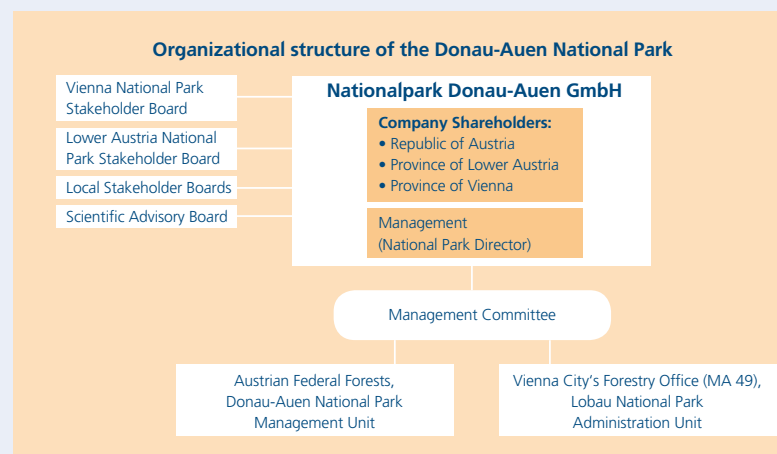 Organizational structure of the Donau-Auen National Park
Vienna National Park
Stakeholder Board
Lower Austria National
Park Stakeholder Board
Local Stakeholder Boards
Scientific Advisory Board
Nationalpark Donau-Auen GmbH
Company Shareholders:
• Republic of Austria
• Province of Lower Austria
• Province of Vienna
Management
(National Park Director)
Management Committee
Austrian Federal Forests,
Donau-Auen National Park
Management Unit
Vienna City's Forestry Office (MA 49),
Lobau National Park
Administration Unit